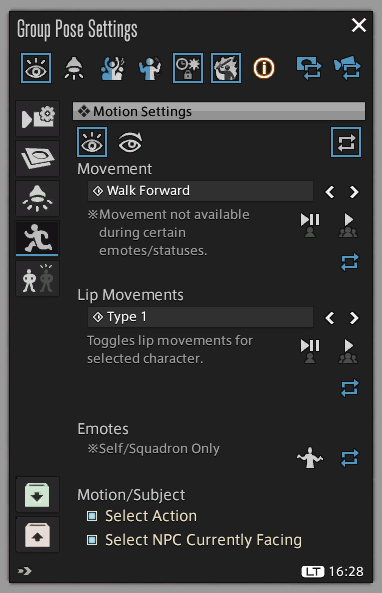 Group Pose Settings
❖ Motion Settings
Movement
Walk Forward
※Movement not available
during certain
emotes/statuses.
Lip Movements
Type 1
Toggles lip movements for
selected character.
Emotes
※Self/Squadron Only
Motion/Subject
Select Action
Select NPC Currently Facing
LT 16:28